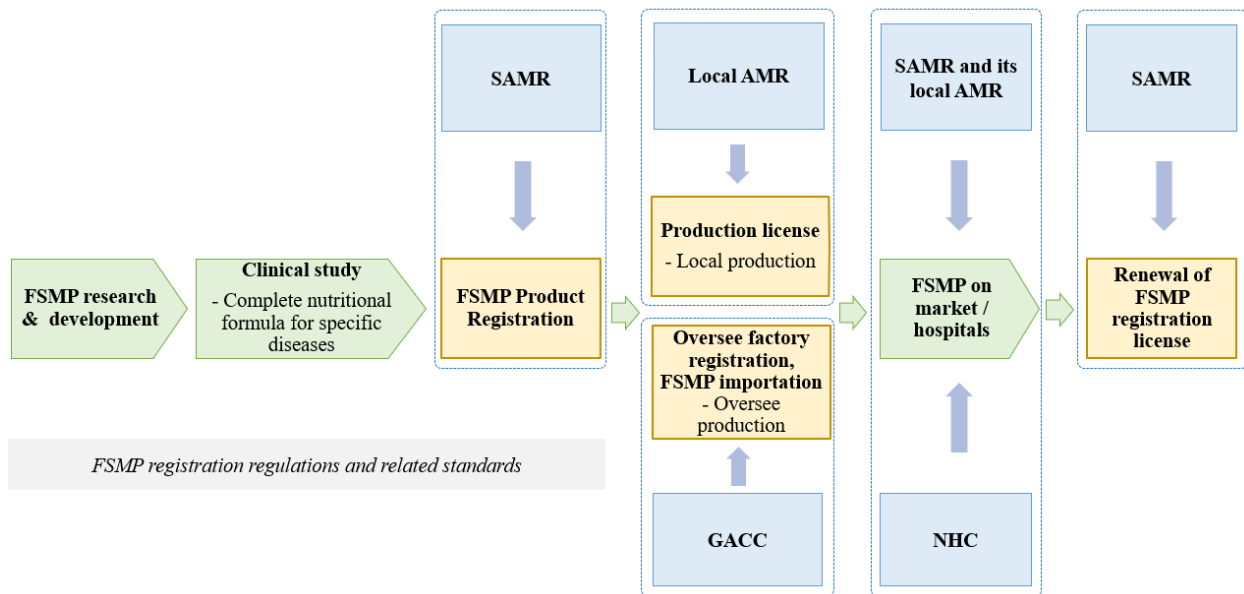 SAMR
Local AMR
SAMR and its
local AMR
SAMR
Production license
- Local production
FSMP research
& development
Clinical study
- Complete nutritional
formula for specific
diseases
FSMP Product
Registration
FSMP on
market /
hospitals
Renewal of
FSMP
registration
license
Oversee factory
registration,
FSMP importation
- Oversee
production
FSMP registration regulations and related standards
GACC
NHC